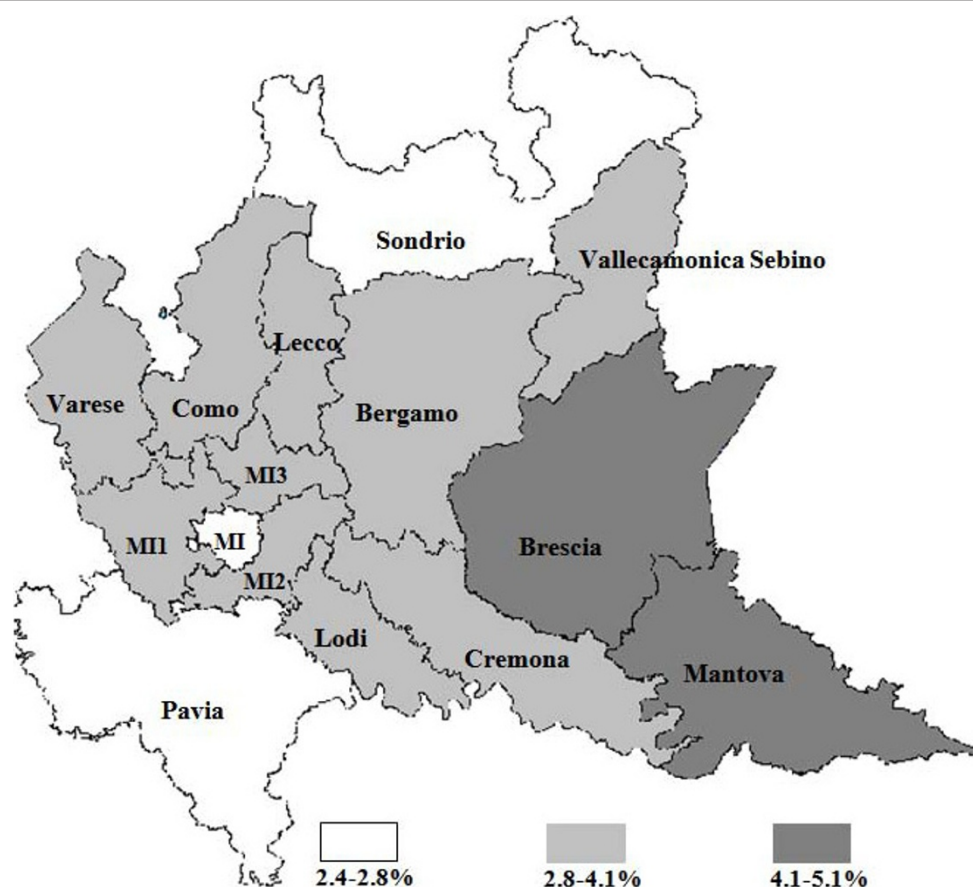 Sondrio
Vallecamonica Sebino
Lecco
Varese
Como
Bergamo
MI3
MI1
MI
Brescia
MI2
Lodi
Cremona
Mantova
Pavia
2.4-2.8%
2.8-4.1%
4.1-5.1%